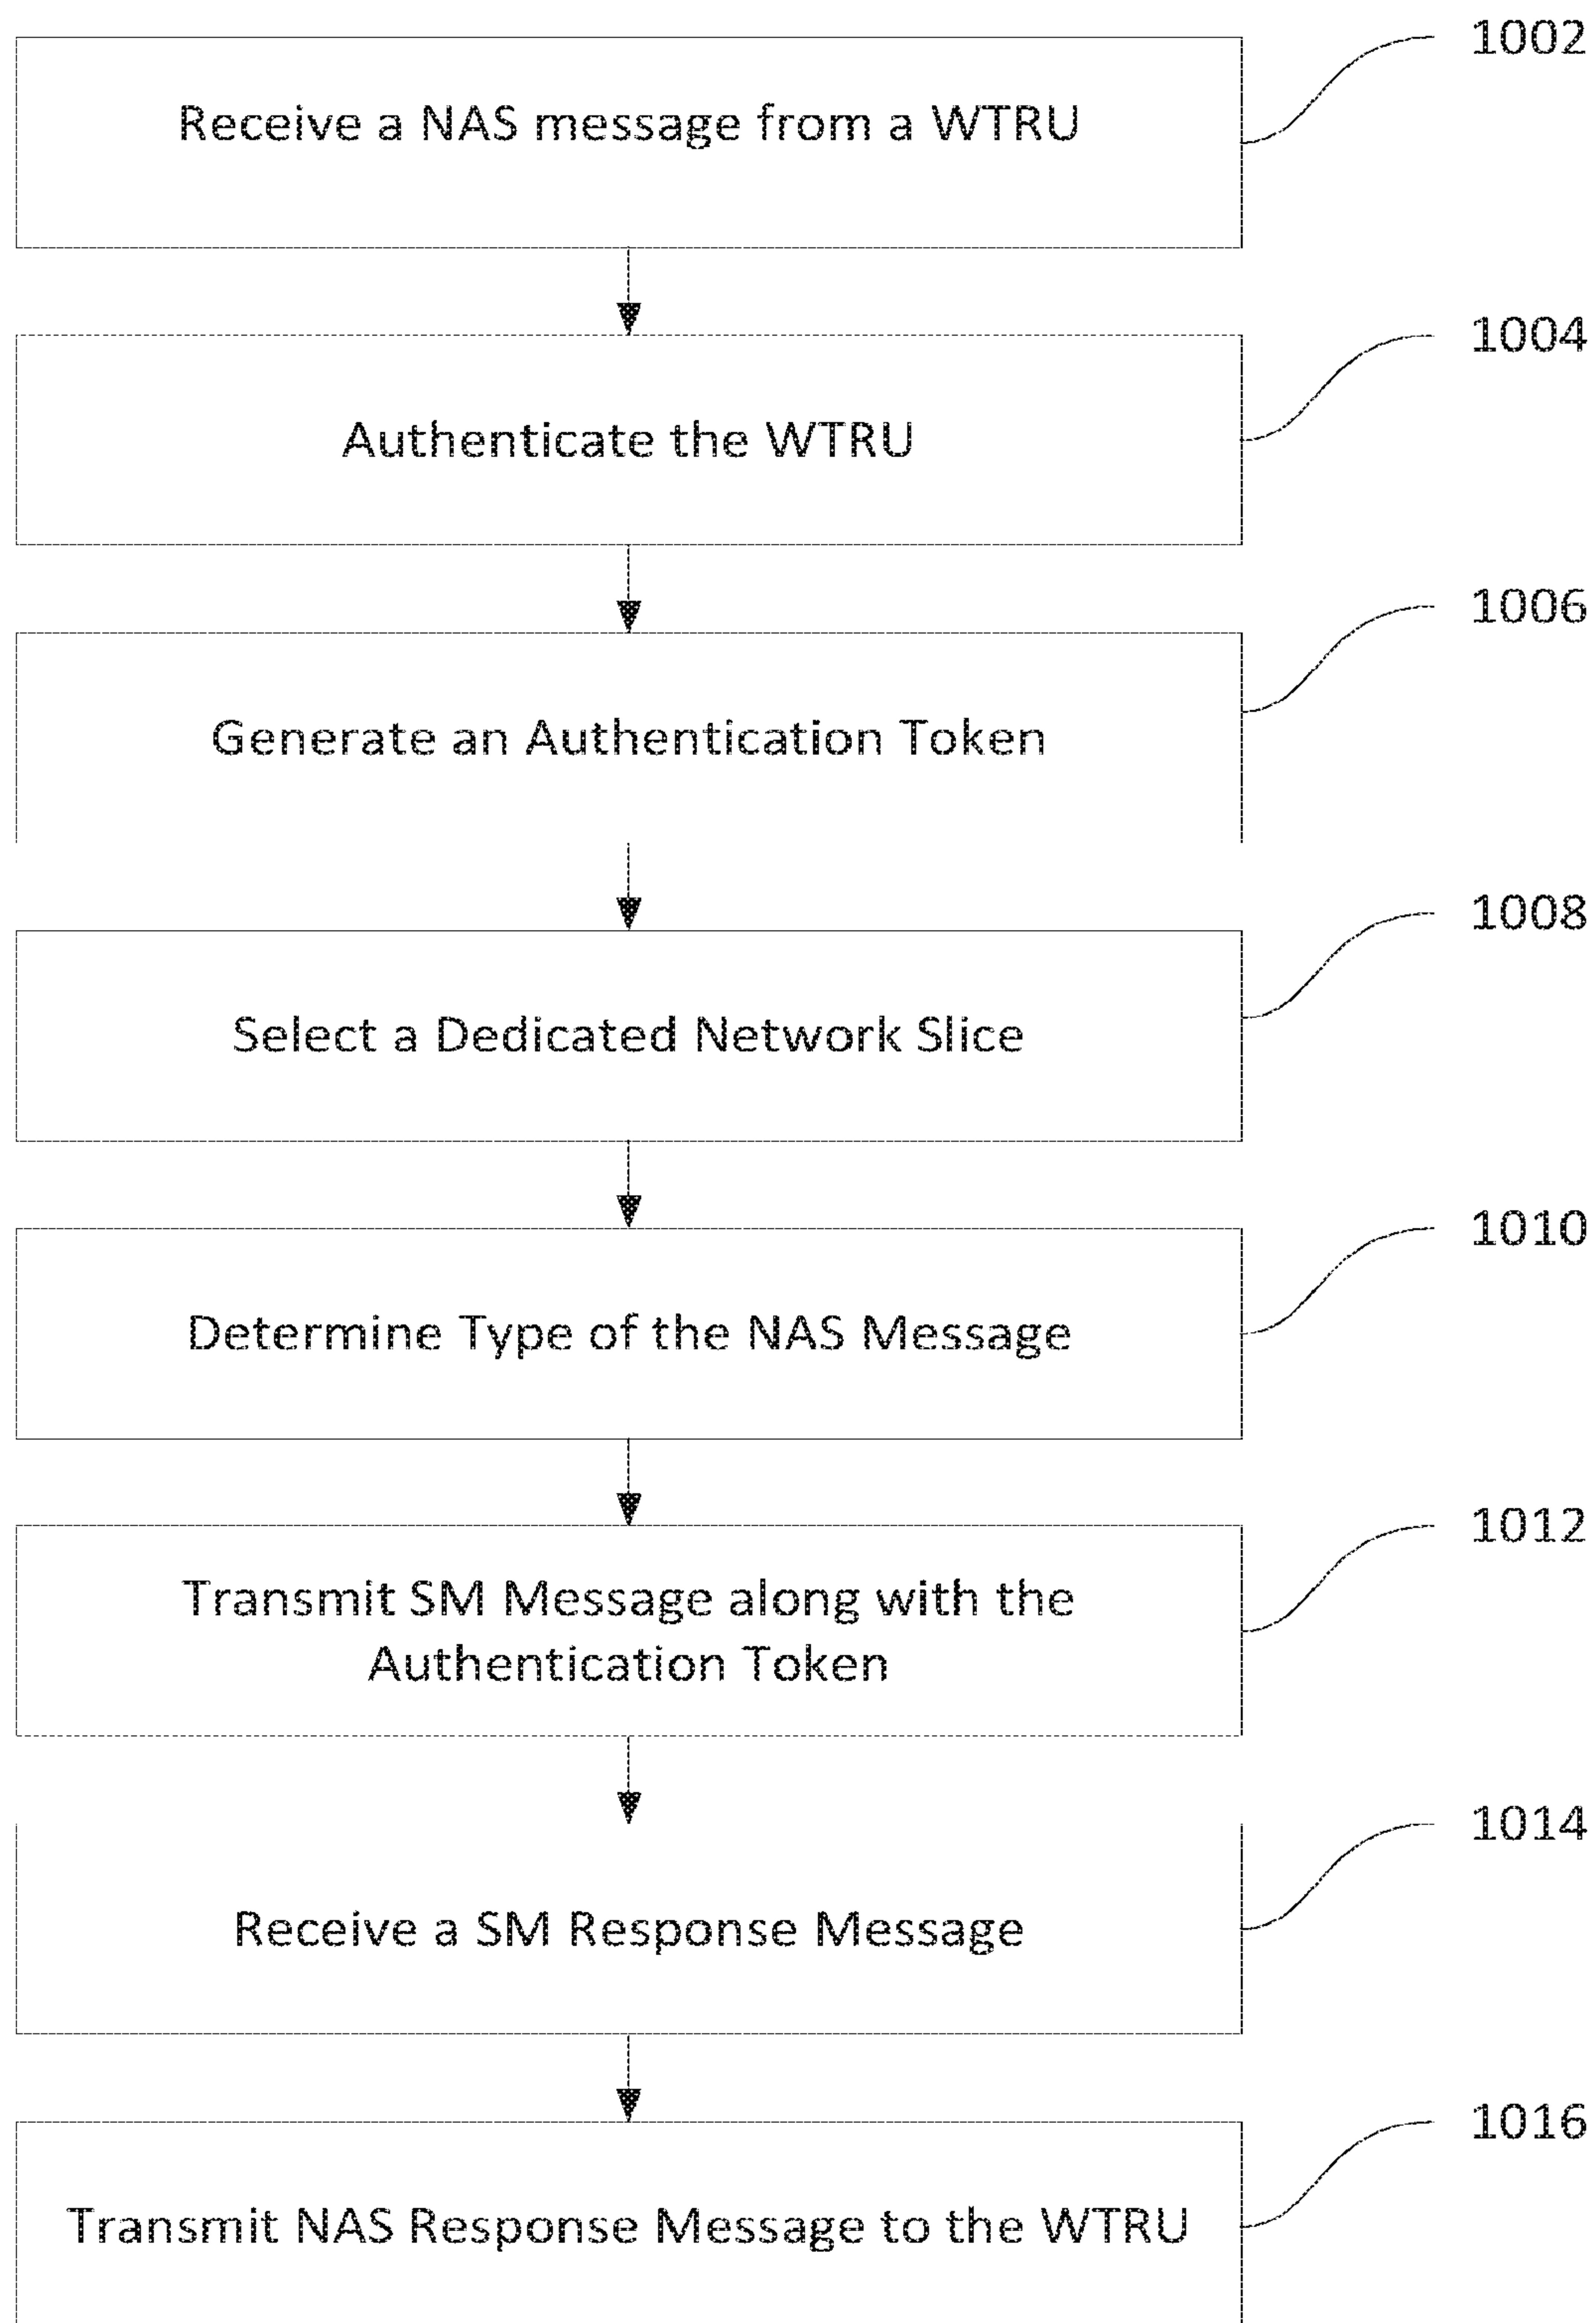 1002
Receive a NAS message from a WTRU
1004
Authenticate the WTRU
1006
Generate an Authentication Token
1008
Select a Dedicated Network Slice
1010
Determine Type of the NAS Message
1012
Transmit SM Message along with the
Authentication Token
1014
Receive a SM Response Message
1016
Transmit NAS Response Message to the WTRU